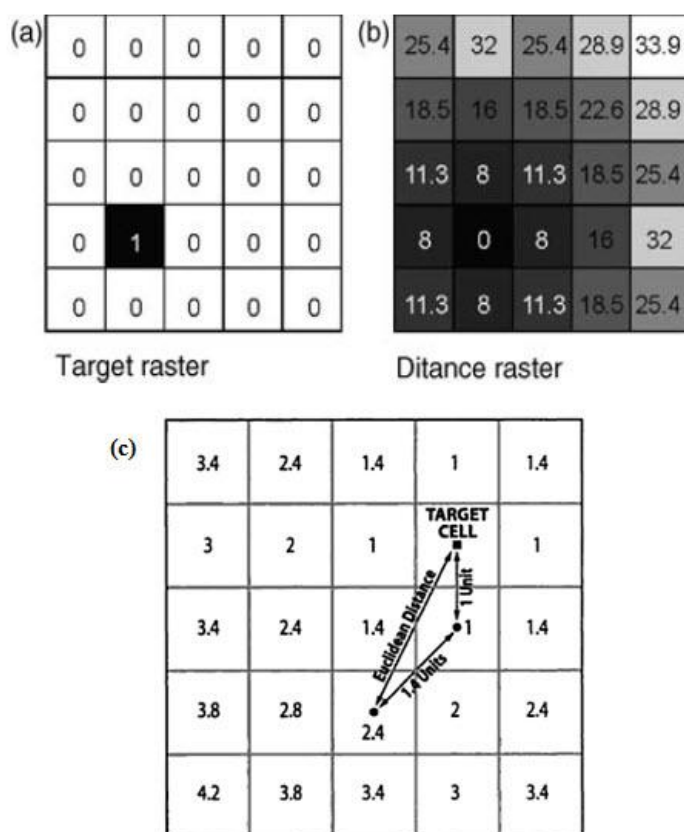 (a)
0 0 0 0 0
0 0 0 0 0
0 0 0 0 0
0 1 0 0 0
0 0 0 0 0
Target raster
(b)
25.4 32 25.4 28.9 33.9
18.5 16 18.5 22.6 28.9
11.3 8 11.3 18.5 25.4
8 0 8 16 32
11.3 8 11.3 18.5 25.4
Ditance raster
(c)
3.4 2.4 1.4 1 1.4
TARGET
CELL
3 2 1 1
Euclidean Distance
1 Unit
3.4 2.4 1.4 1 1.4
1.4 Units
3.8 2.8 2.4 2 2.4
4.2 3.8 3.4 3 3.4